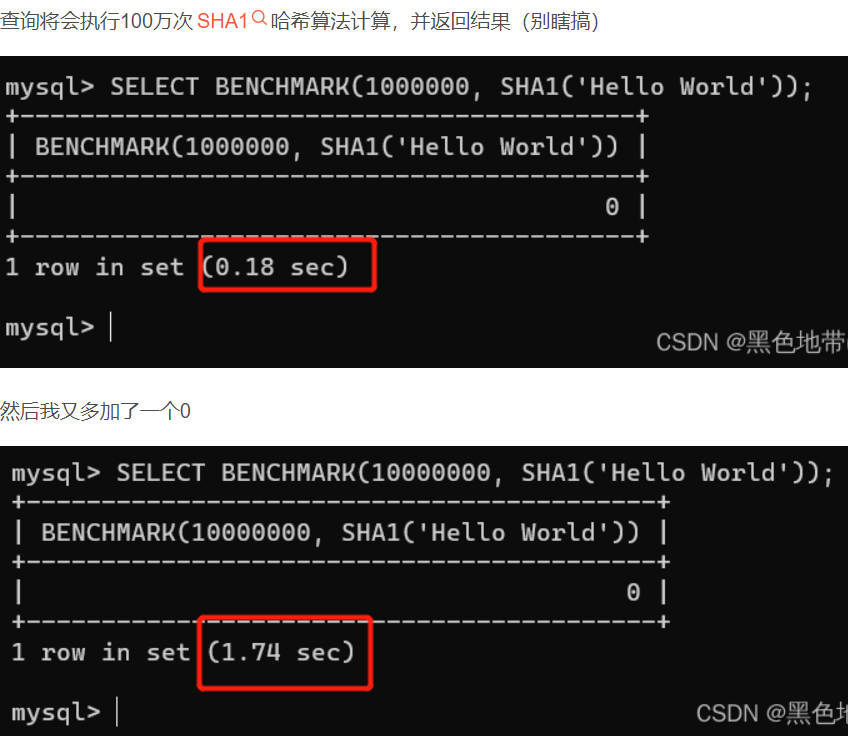 查询将会执行100万次 SHA1 哈希算法计算，并返回结果（别瞎搞）
mysql> SELECT BENCHMARK(1000000, SHA1('Hello World'));
+-----------------------------------------+
| BENCHMARK(1000000, SHA1('Hello World')) |
+-----------------------------------------+
|                                       0 |
+-----------------------------------------+
1 row in set (0.18 sec)
mysql>
CSDN @黑色地带
然后我又多加了一个0
mysql> SELECT BENCHMARK(10000000, SHA1('Hello World'));
+------------------------------------------+
| BENCHMARK(10000000, SHA1('Hello World')) |
+------------------------------------------+
|                                        0 |
+------------------------------------------+
1 row in set (1.74 sec)
mysql>
CSDN @黑色